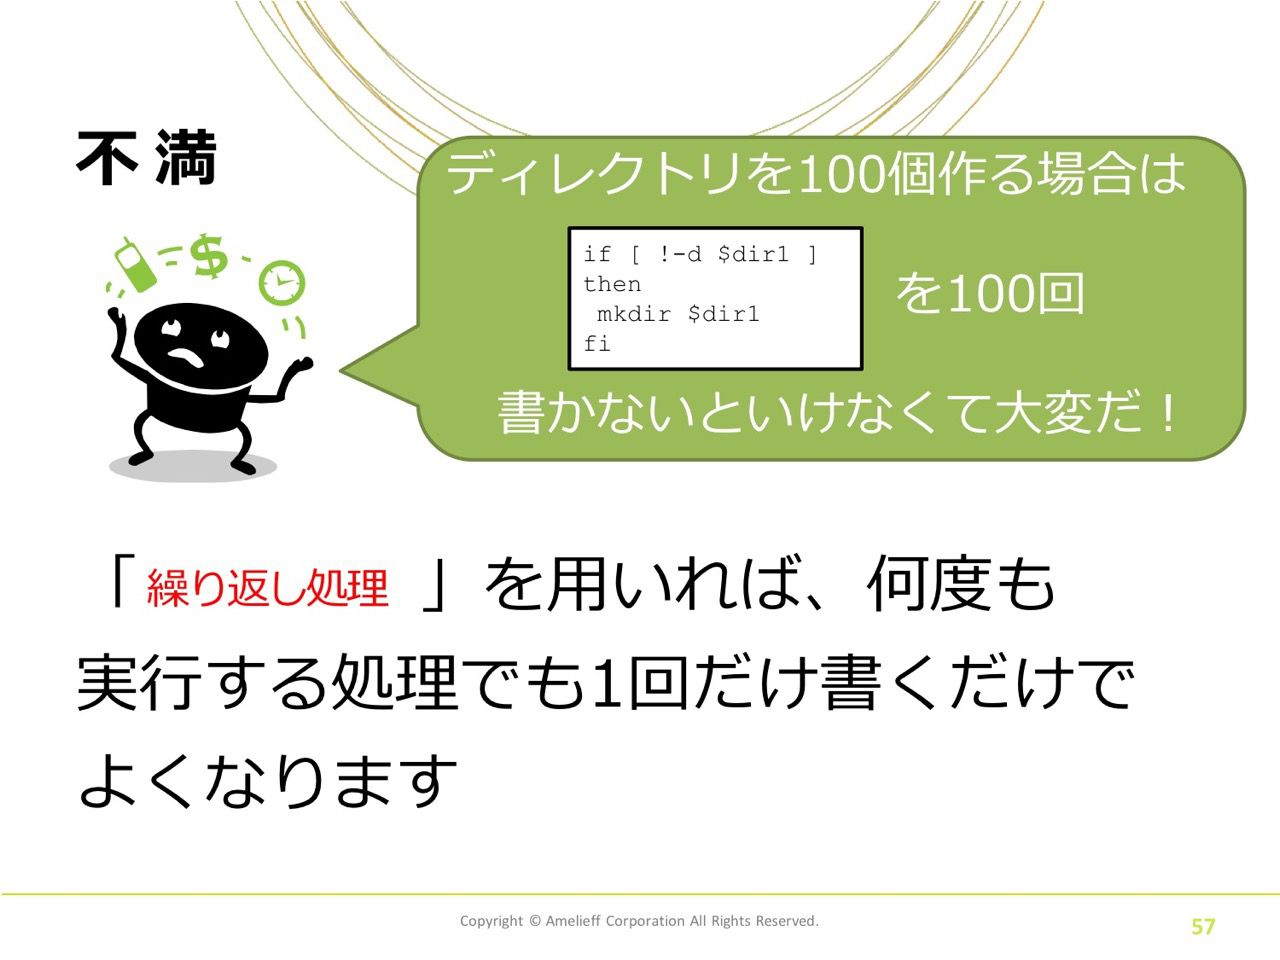 不 満
ディレクトリを100個作る場合は
if [ !-d $dir1 ]
then
mkdir $dir1
fi
を100回
書かないといけなくて大変だ！
「 繰り返し処理 」を用いれば、何度も
実行する処理でも1回だけ書くだけで
よくなります
Copyright © Amelieff Corporation All Rights Reserved.
57